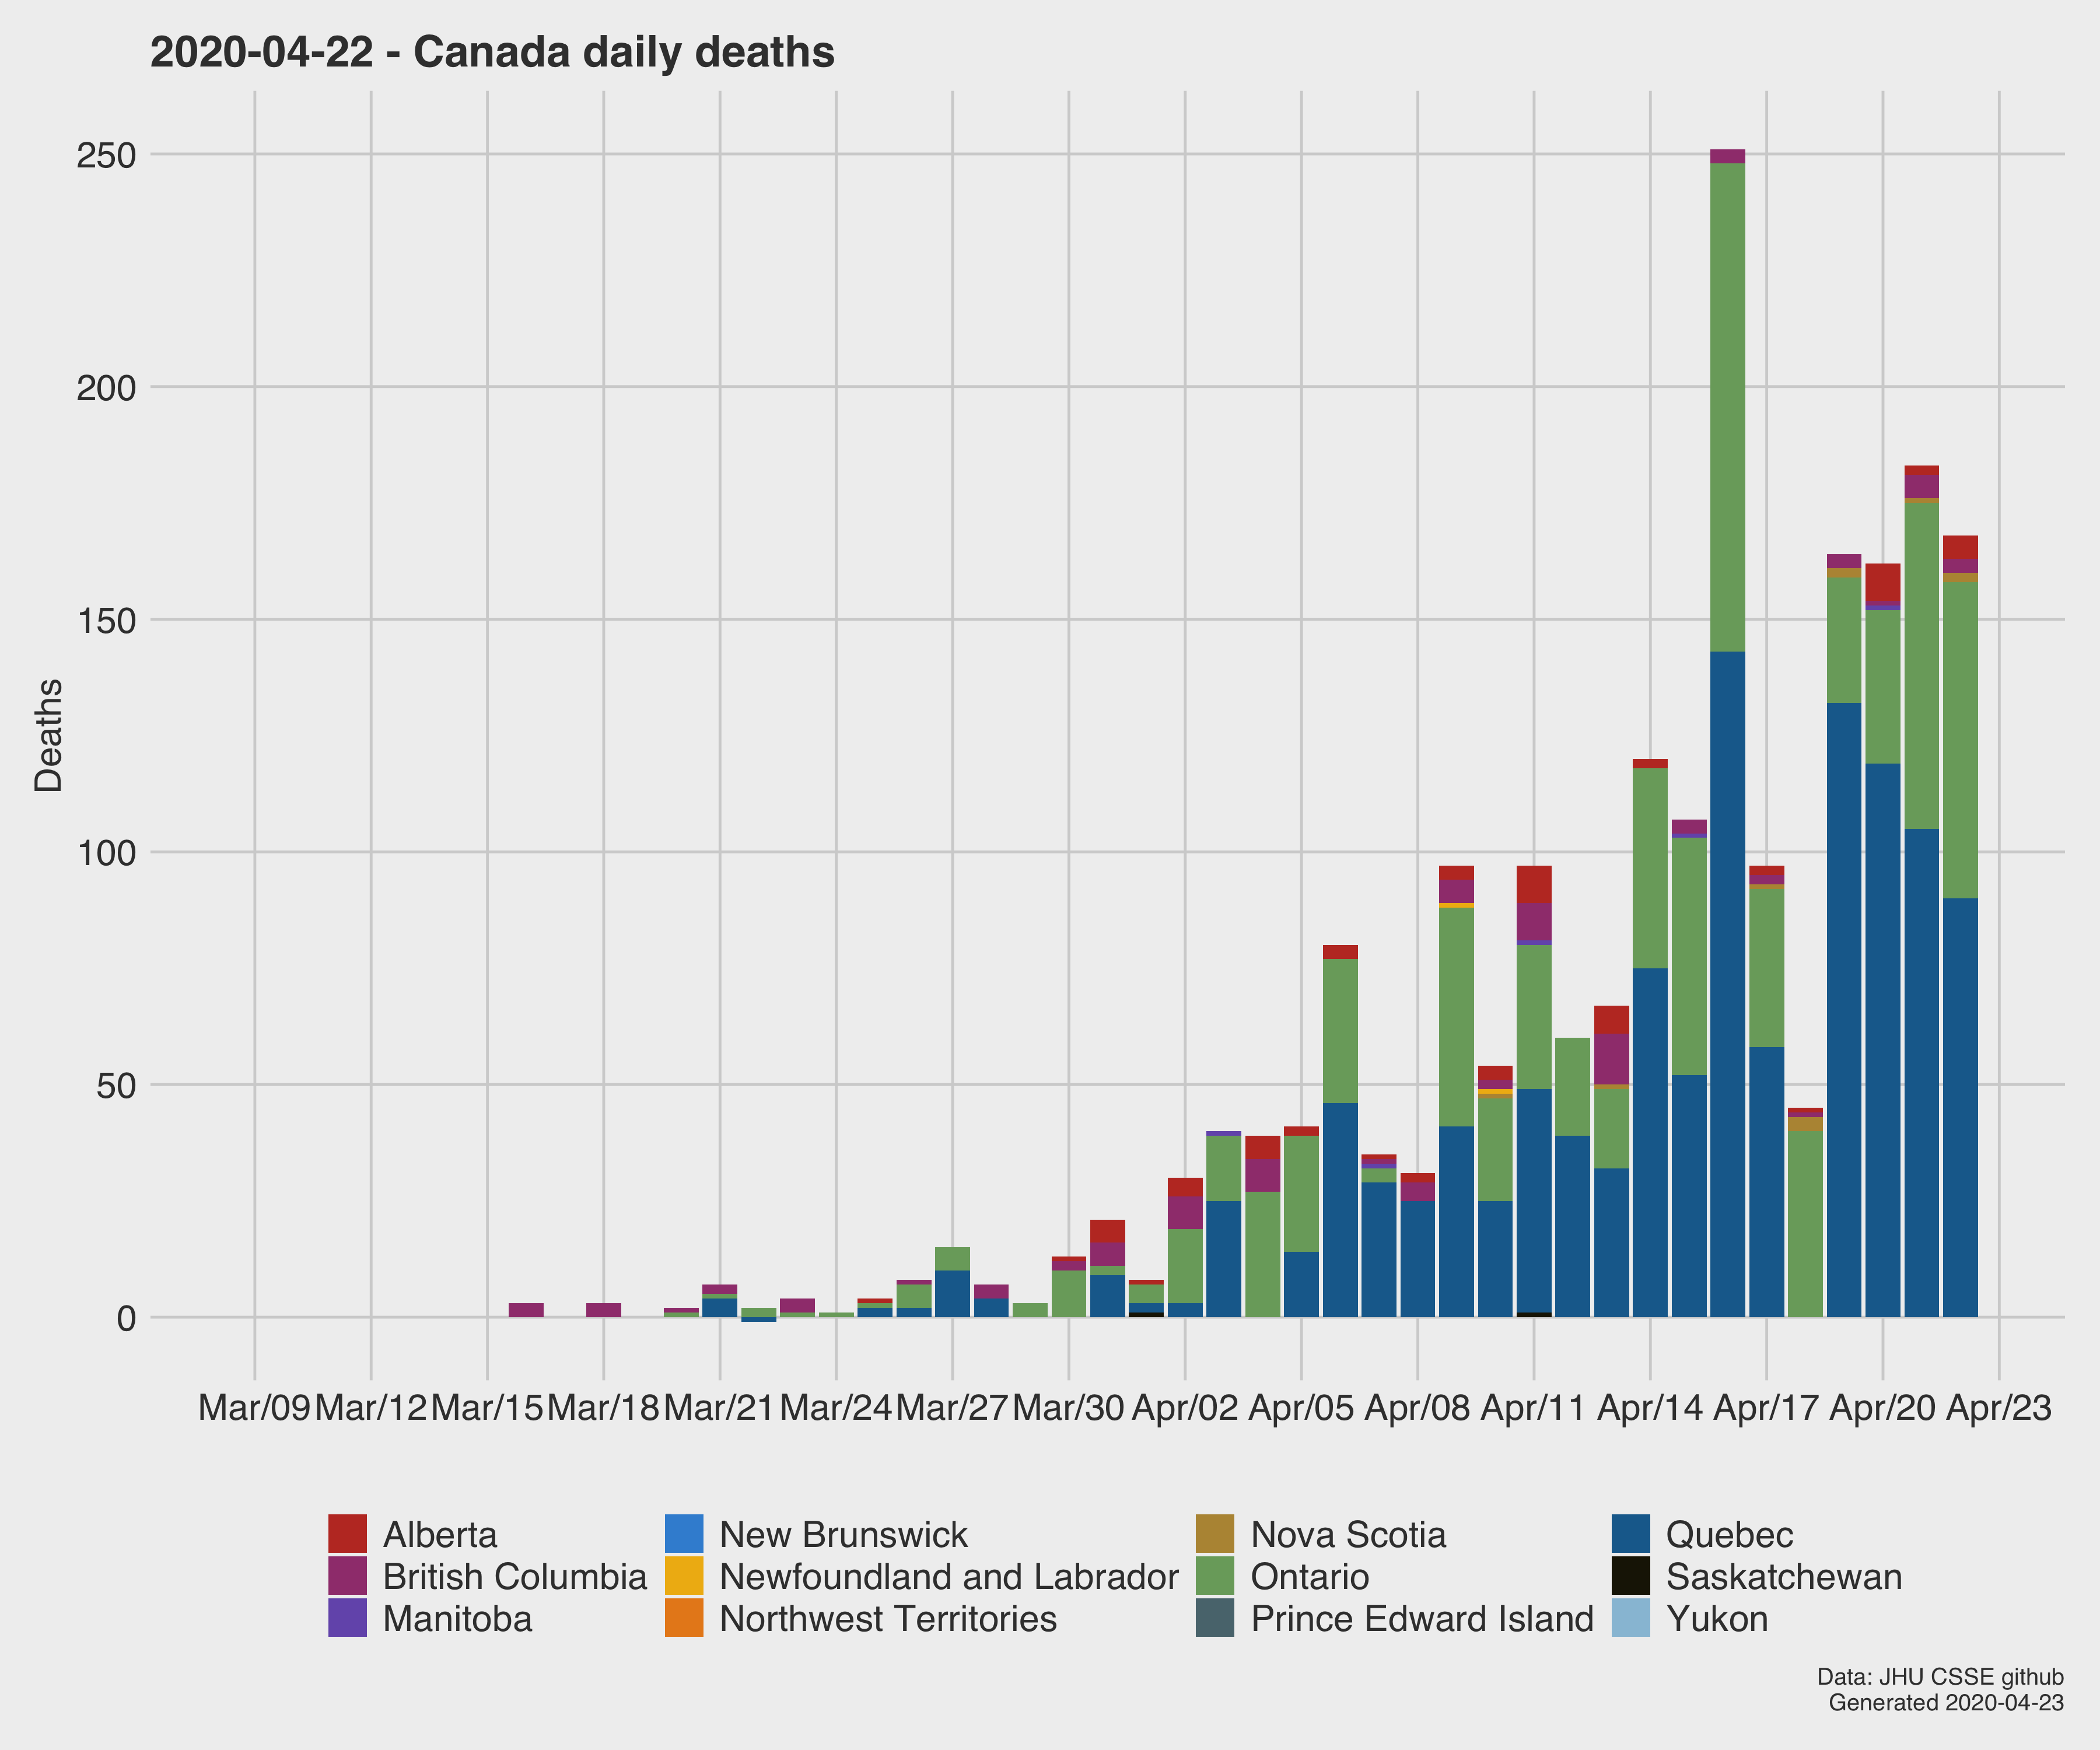 2020-04-22 - Canada daily deaths
250
200
150
100
50
0
Deaths
Mar/09 Mar/12 Mar/15 Mar/18 Mar/21 Mar/24 Mar/27 Mar/30 Apr/02 Apr/05 Apr/08 Apr/11 Apr/14 Apr/17 Apr/20 Apr/23
Alberta New Brunswick Nova Scotia Quebec
British Columbia Newfoundland and Labrador Ontario Saskatchewan
Manitoba Northwest Territories Prince Edward Island Yukon
Data: JHU CSSE github
Generated 2020-04-23